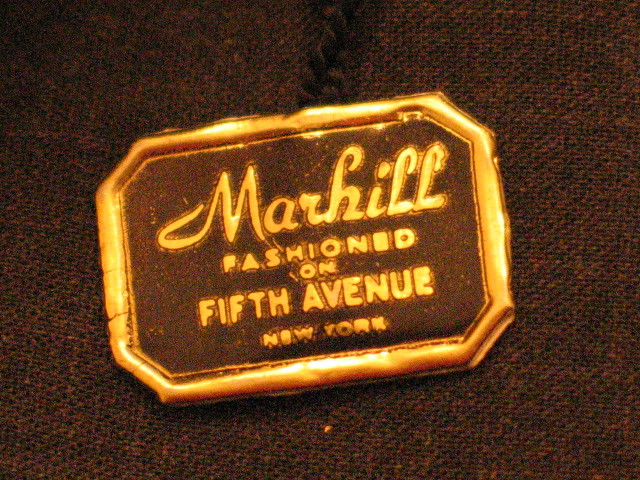 Marhill
FASHIONED
ON
FIFTH AVENUE
NEW YORK